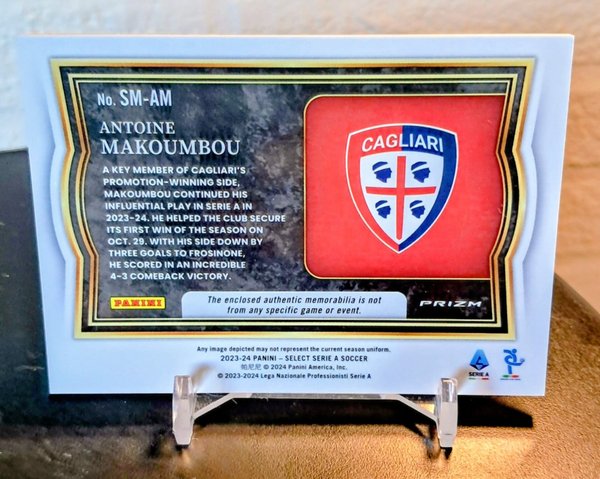 No. SM-AM
ANTOINE
MAKOUMBOU
A KEY MEMBER OF CAGLIARI'S
PROMOTION-WINNING SIDE,
MAKOUMBOU CONTINUED HIS
INFLUENTIAL PLAY IN SERIE A IN
2023-24. HE HELPED THE CLUB SECURE
ITS FIRST WIN OF THE SEASON ON
OCT. 29. WITH HIS SIDE DOWN BY
THREE GOALS TO FROSINONE,
HE SCORED IN AN INCREDIBLE
4-3 COMEBACK VICTORY.
CAGLIARI
PANINI
The enclosed authentic memorabilia is not
from any specific game or event.
PRIZM
Any image depicted may not represent the current season uniform.
2023-24 PANINI – SELECT SERIE A SOCCER
帕尼尼 © 2024 Panini America, Inc.
© 2023-2024 Lega Nazionale Professionisti Serie A
SERIE A